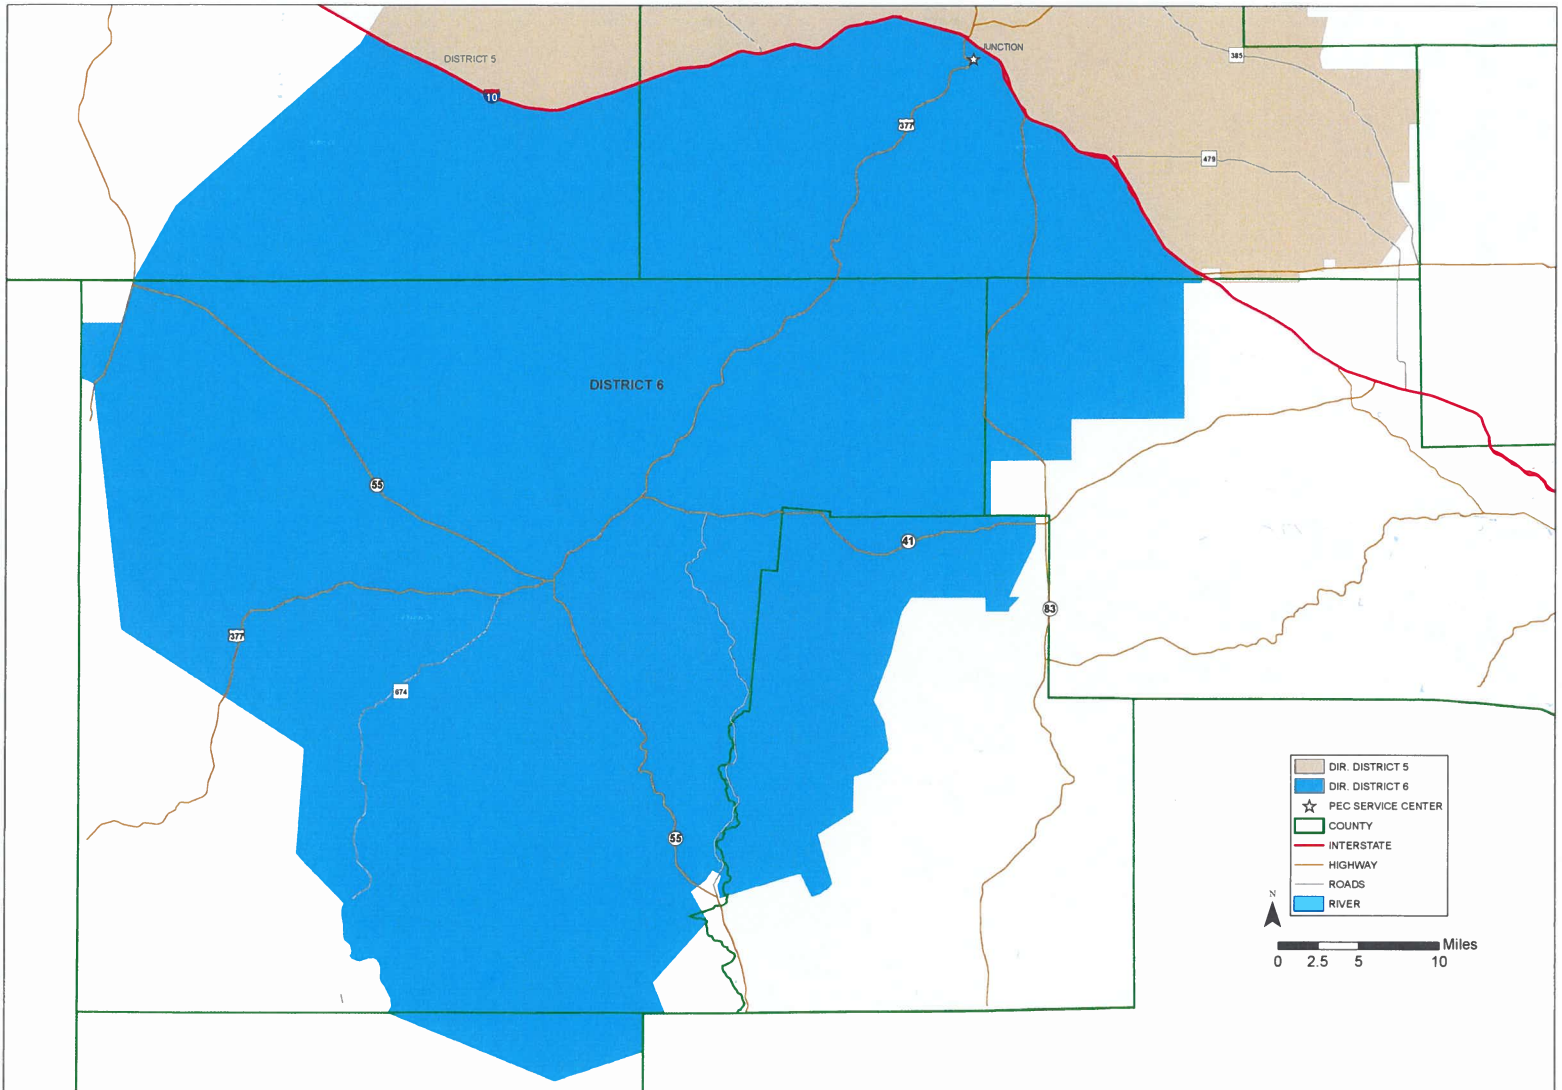 JUNCTION
DISTRICT 5
385
10
377
479
DISTRICT 6
55
41
377
83
674
55
DIR. DISTRICT 5
DIR. DISTRICT 6
PEC SERVICE CENTER
COUNTY
INTERSTATE
HIGHWAY
ROADS
RIVER
N
Miles
0 2.5 5 10